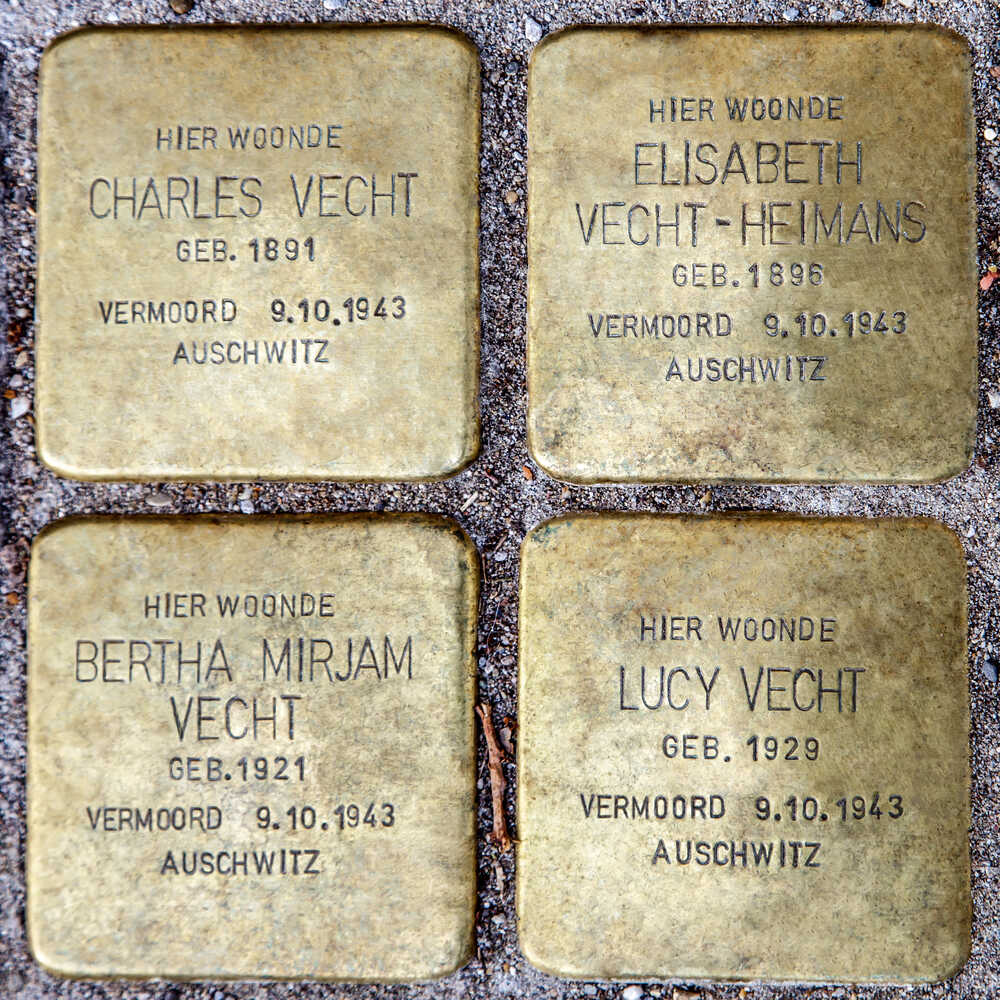 HIER WOONDE
CHARLES VECHT
GEB. 1891
VERMOORD 9.10.1943
AUSCHWITZ
HIER WOONDE
ELISABETH
VECHT-HEIMANS
GEB. 1896
VERMOORD 9.10.1943
AUSCHWITZ
HIER WOONDE
BERTHA MIRJAM
VECHT
GEB. 1921
VERMOORD 9.10.1943
AUSCHWITZ
HIER WOONDE
LUCY VECHT
GEB. 1929
VERMOORD 9.10.1943
AUSCHWITZ